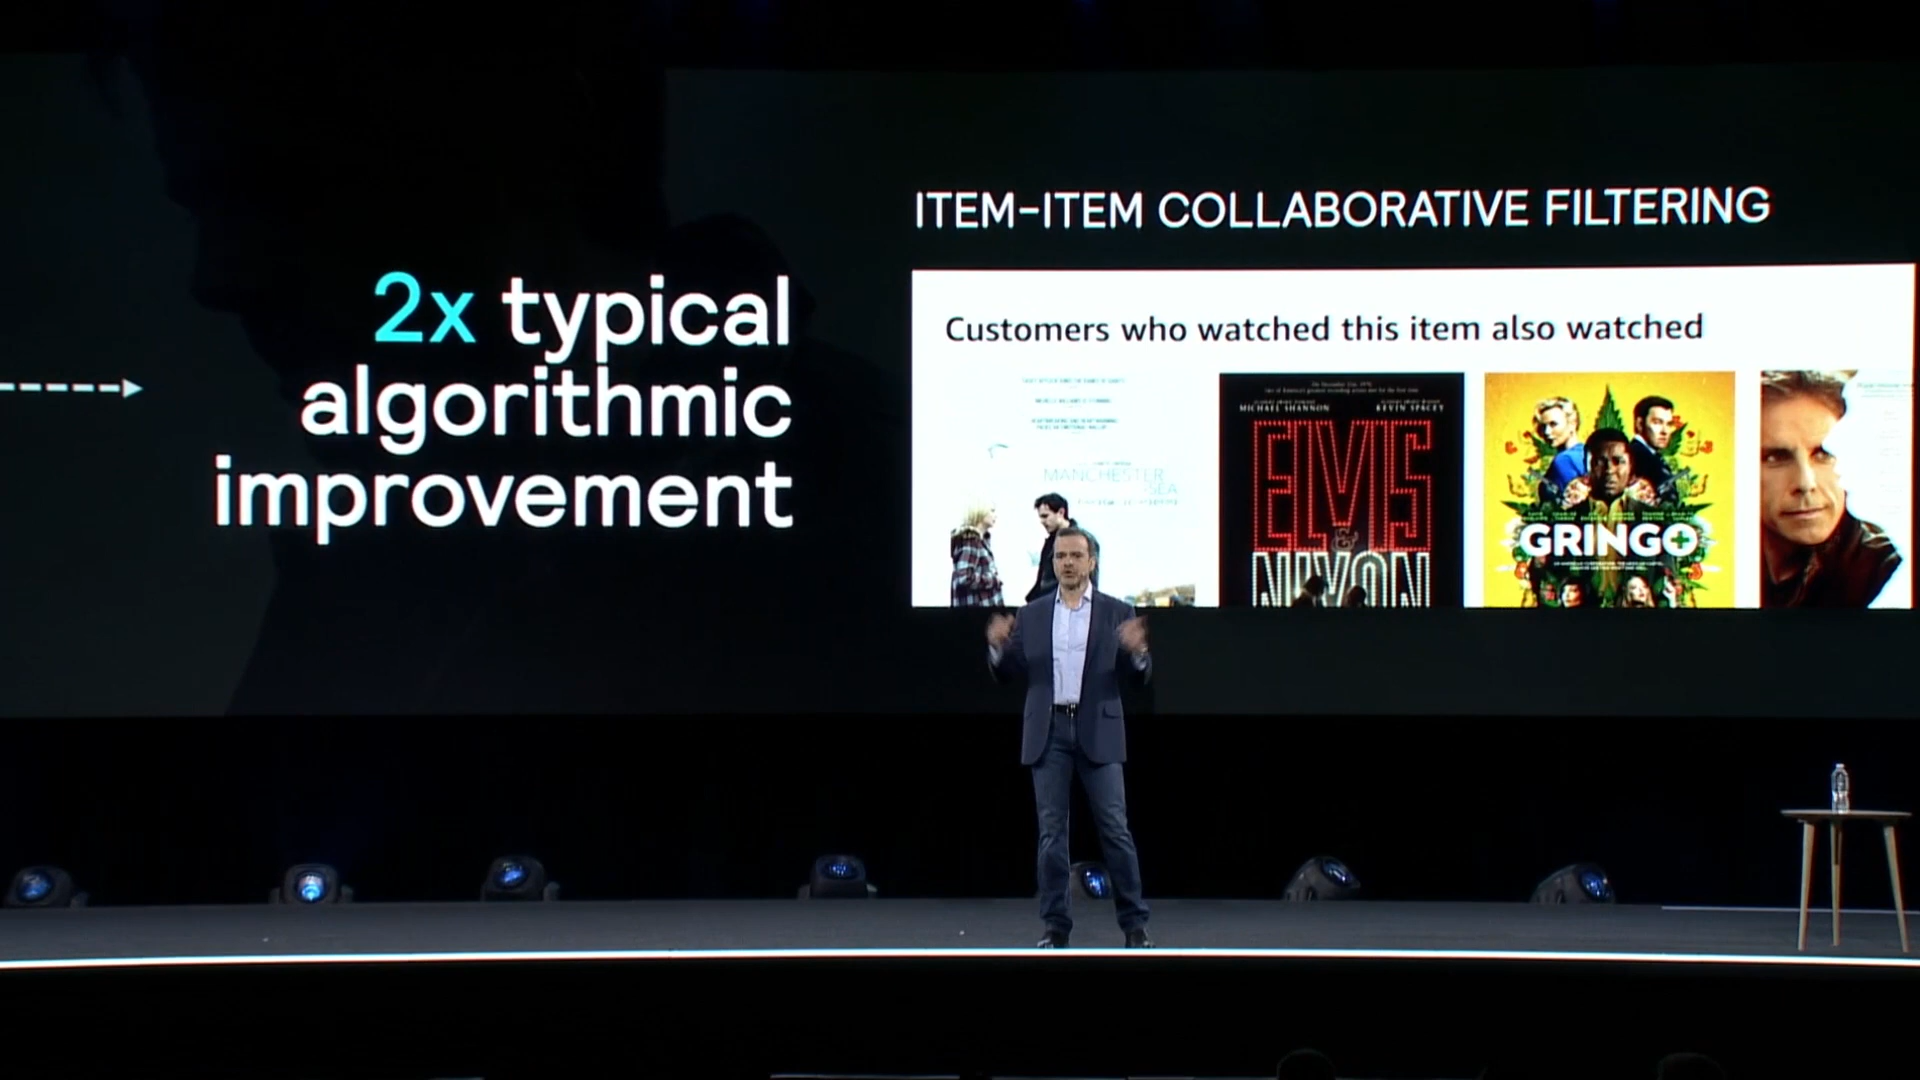 2x typical
algorithmic
improvement
ITEM-ITEM COLLABORATIVE FILTERING
Customers who watched this item also watched
MANCHESTER
SEA
MICHAEL SHANNON
KEVIN SPACEY
ELVIS
&
NIXON
GRINGO